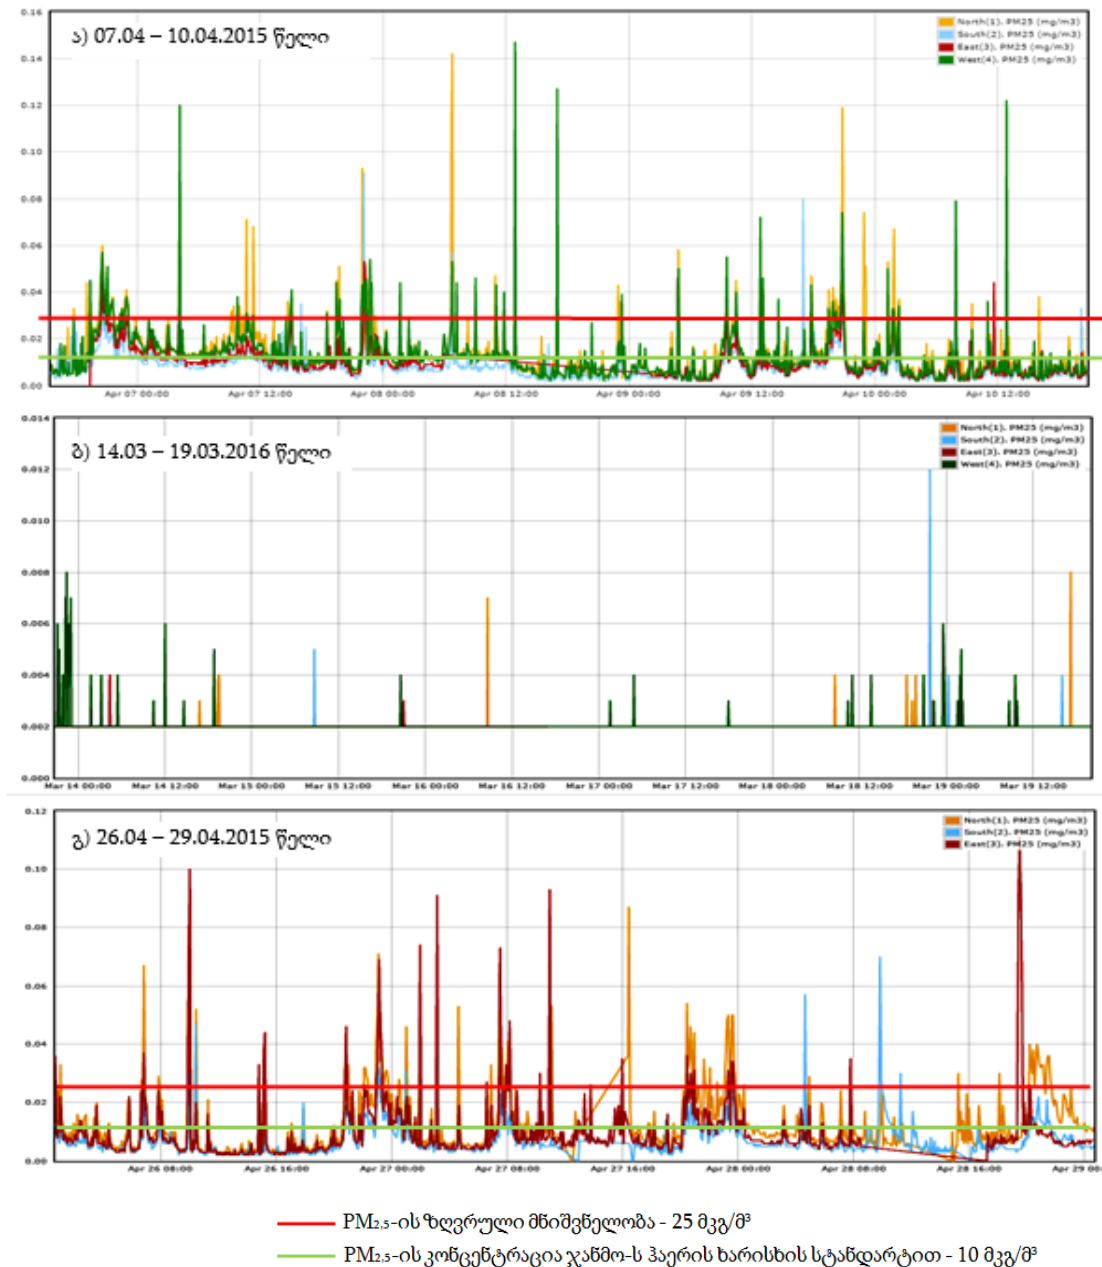 0.16
ა) 07.04 – 10.04.2015 წელი
North(1). PM25 (mg/m3)
South(2). PM25 (mg/m3)
East(3). PM25 (mg/m3)
West(4). PM25 (mg/m3)
0.14
0.12
0.10
0.08
0.06
0.04
0.02
0.00
Apr 07 00:00 Apr 07 12:00 Apr 08 00:00 Apr 08 12:00 Apr 09 00:00 Apr 09 12:00 Apr 10 00:00 Apr 10 12:00
0.014
ბ) 14.03 – 19.03.2016 წელი
North(1). PM25 (mg/m3)
South(2). PM25 (mg/m3)
East(3). PM25 (mg/m3)
West(4). PM25 (mg/m3)
0.012
0.010
0.008
0.006
0.004
0.002
0.000
Mar 14 00:00 Mar 14 12:00 Mar 15 00:00 Mar 15 12:00 Mar 16 00:00 Mar 16 12:00 Mar 17 00:00 Mar 17 12:00 Mar 18 00:00 Mar 18 12:00 Mar 19 00:00 Mar 19 12:00
0.12
გ) 26.04 – 29.04.2015 წელი
North(1). PM25 (mg/m3)
South(2). PM25 (mg/m3)
East(3). PM25 (mg/m3)
0.10
0.08
0.06
0.04
0.02
0.00
Apr 26 08:00 Apr 26 16:00 Apr 27 00:00 Apr 27 08:00 Apr 27 16:00 Apr 28 00:00 Apr 28 08:00 Apr 28 16:00 Apr 29 00:
PM2,5-ის ზღვრული მნიშვნელობა - 25 მკგ/მ³
PM2,5-ის კონცენტრაცია ჯანმო-ს ჰაერის ხარისხის სტანდარტით - 10 მკგ/მ³